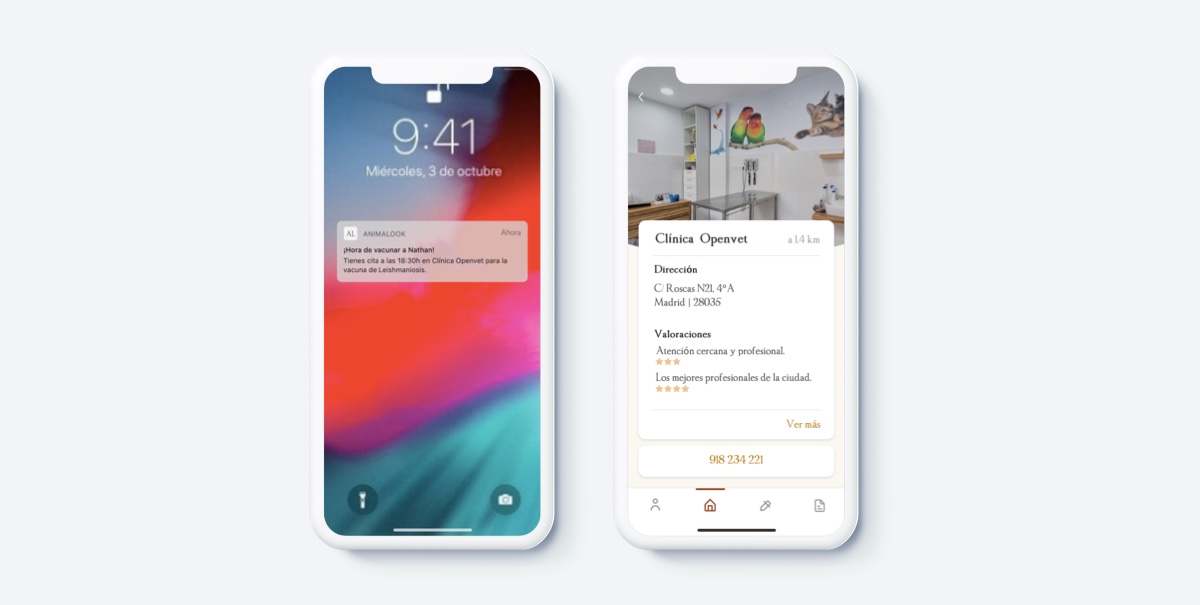 9:41
Miércoles, 3 de octubre
AL ANIMALOOK Ahora
¡Hora de vacunar a Nathan!
Tienes cita a las 18:30h en Clínica Openvet para la
vacuna de Leishmaniosis.
Clínica Openvet a 1.4 km
Dirección
C/ Roscas N21, 4ºA
Madrid | 28035
Valoraciones
Atención cercana y profesional.
Los mejores profesionales de la ciudad.
Ver más
918 234 221